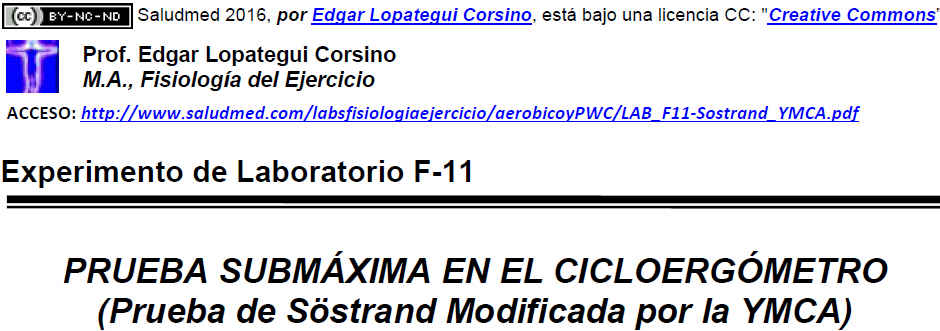 (cc) BY-NC-ND Saludmed 2016, por Edgar Lopategui Corsino, está bajo una licencia CC: "Creative Commons"
Prof. Edgar Lopategui Corsino
M.A., Fisiología del Ejercicio
ACCESO: http://www.saludmed.com/labsfisiologiaejercicio/aerobicoyPWC/LAB_F11-Sostrand_YMCA.pdf
Experimento de Laboratorio F-11
PRUEBA SUBMÁXIMA EN EL CICLOERGÓMETRO
(Prueba de Söstrand Modificada por la YMCA)